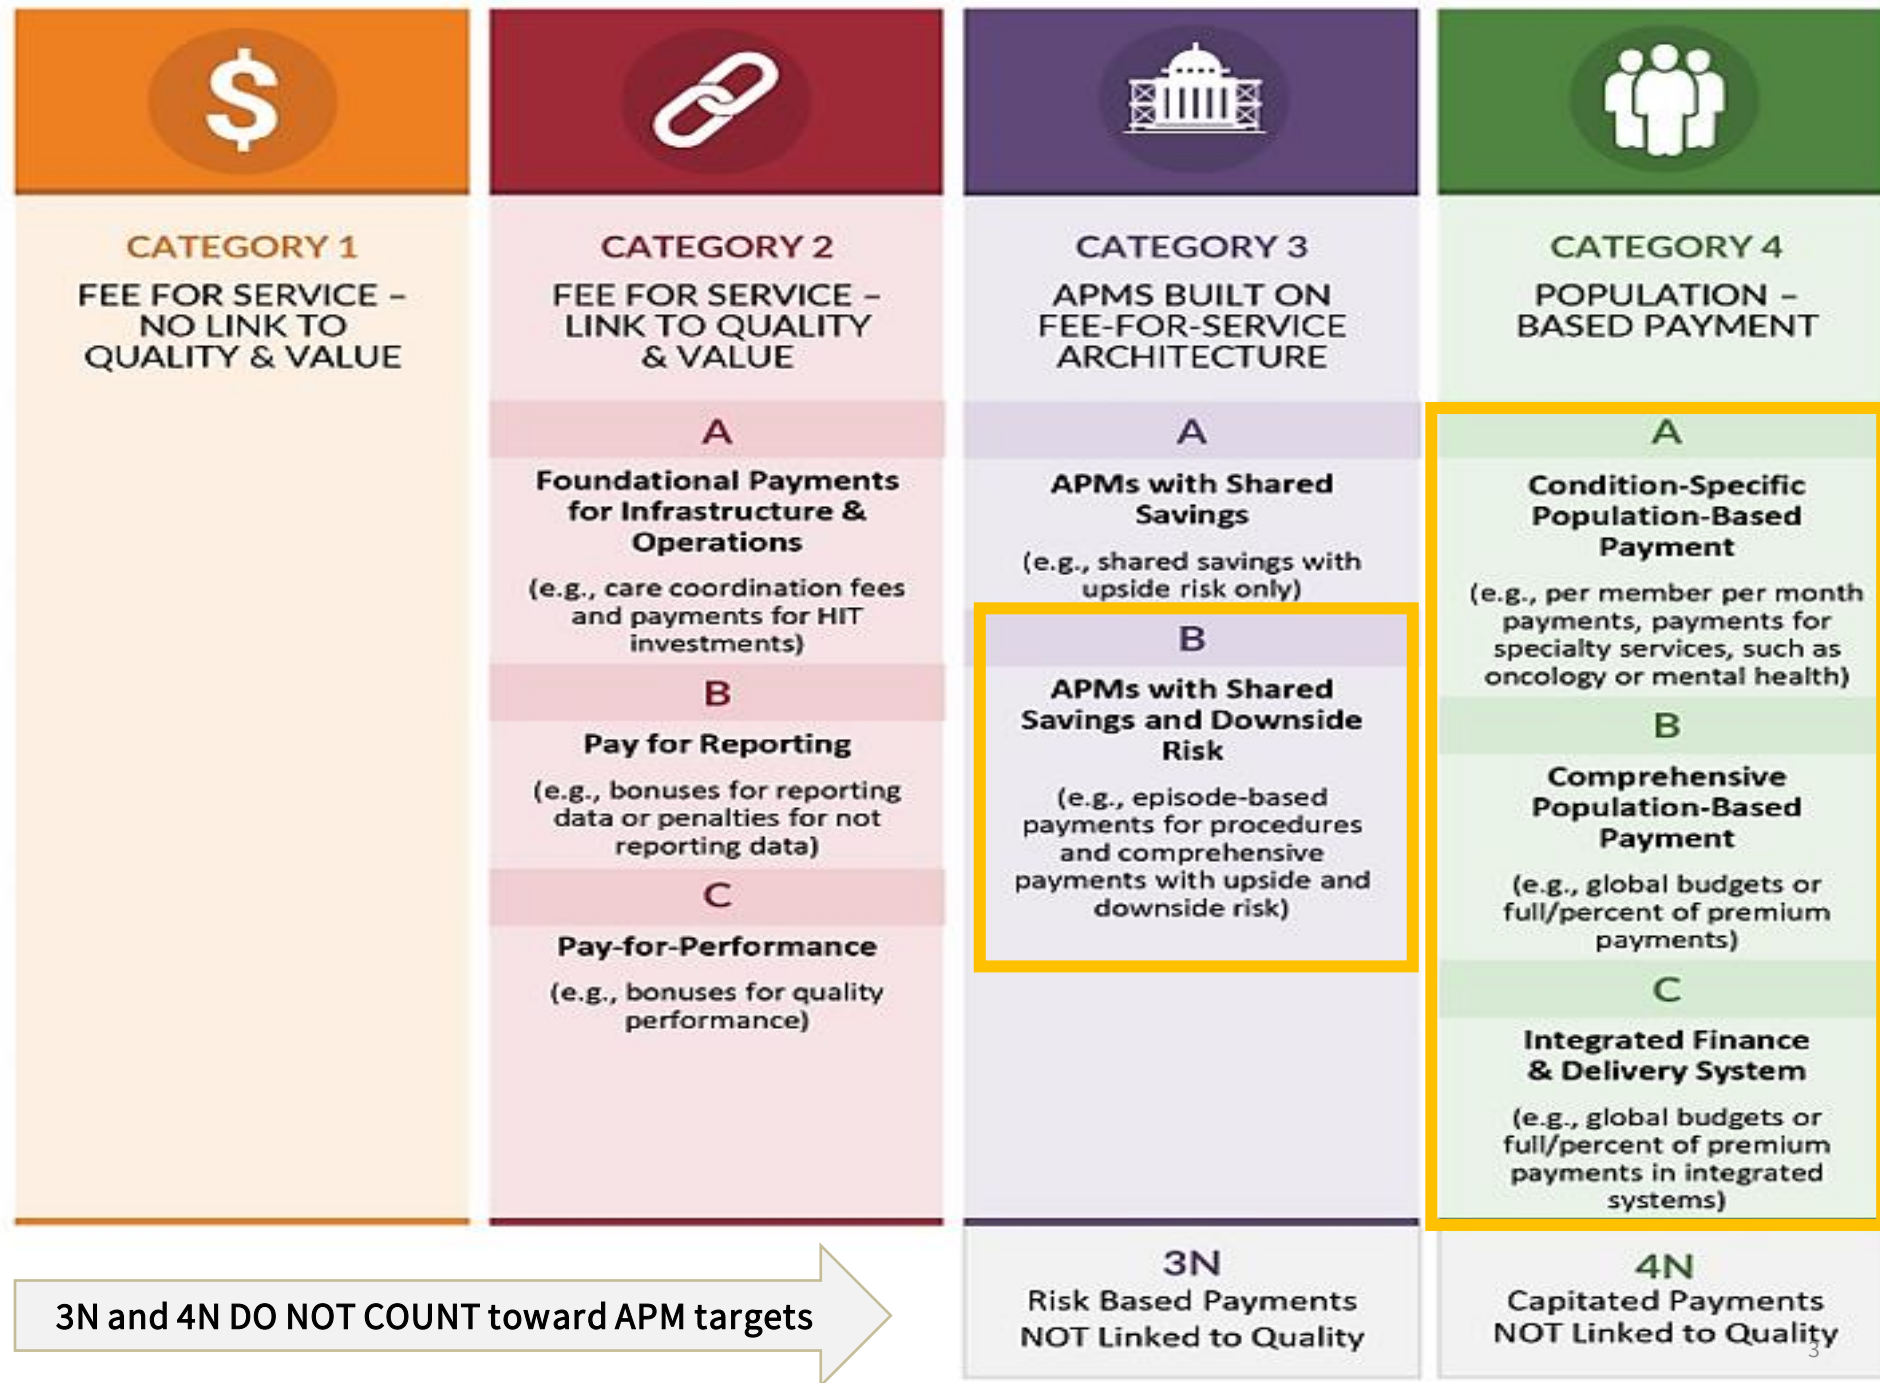 $
CATEGORY 1
FEE FOR SERVICE –
NO LINK TO
QUALITY & VALUE
CATEGORY 2
FEE FOR SERVICE –
LINK TO QUALITY
& VALUE
A
Foundational Payments
for Infrastructure &
Operations
(e.g., care coordination fees
and payments for HIT
investments)
B
Pay for Reporting
(e.g., bonuses for reporting
data or penalties for not
reporting data)
C
Pay-for-Performance
(e.g., bonuses for quality
performance)
CATEGORY 3
APMS BUILT ON
FEE-FOR-SERVICE
ARCHITECTURE
A
APMs with Shared
Savings
(e.g., shared savings with
upside risk only)
B
APMs with Shared
Savings and Downside
Risk
(e.g., episode-based
payments for procedures
and comprehensive
payments with upside and
downside risk)
CATEGORY 4
POPULATION –
BASED PAYMENT
A
Condition-Specific
Population-Based
Payment
(e.g., per member per month
payments, payments for
specialty services, such as
oncology or mental health)
B
Comprehensive
Population-Based
Payment
(e.g., global budgets or
full/percent of premium
payments)
C
Integrated Finance
& Delivery System
(e.g., global budgets or
full/percent of premium
payments in integrated
systems)
3N and 4N DO NOT COUNT toward APM targets
3N
Risk Based Payments
NOT Linked to Quality
4N
Capitated Payments
NOT Linked to Quality
3